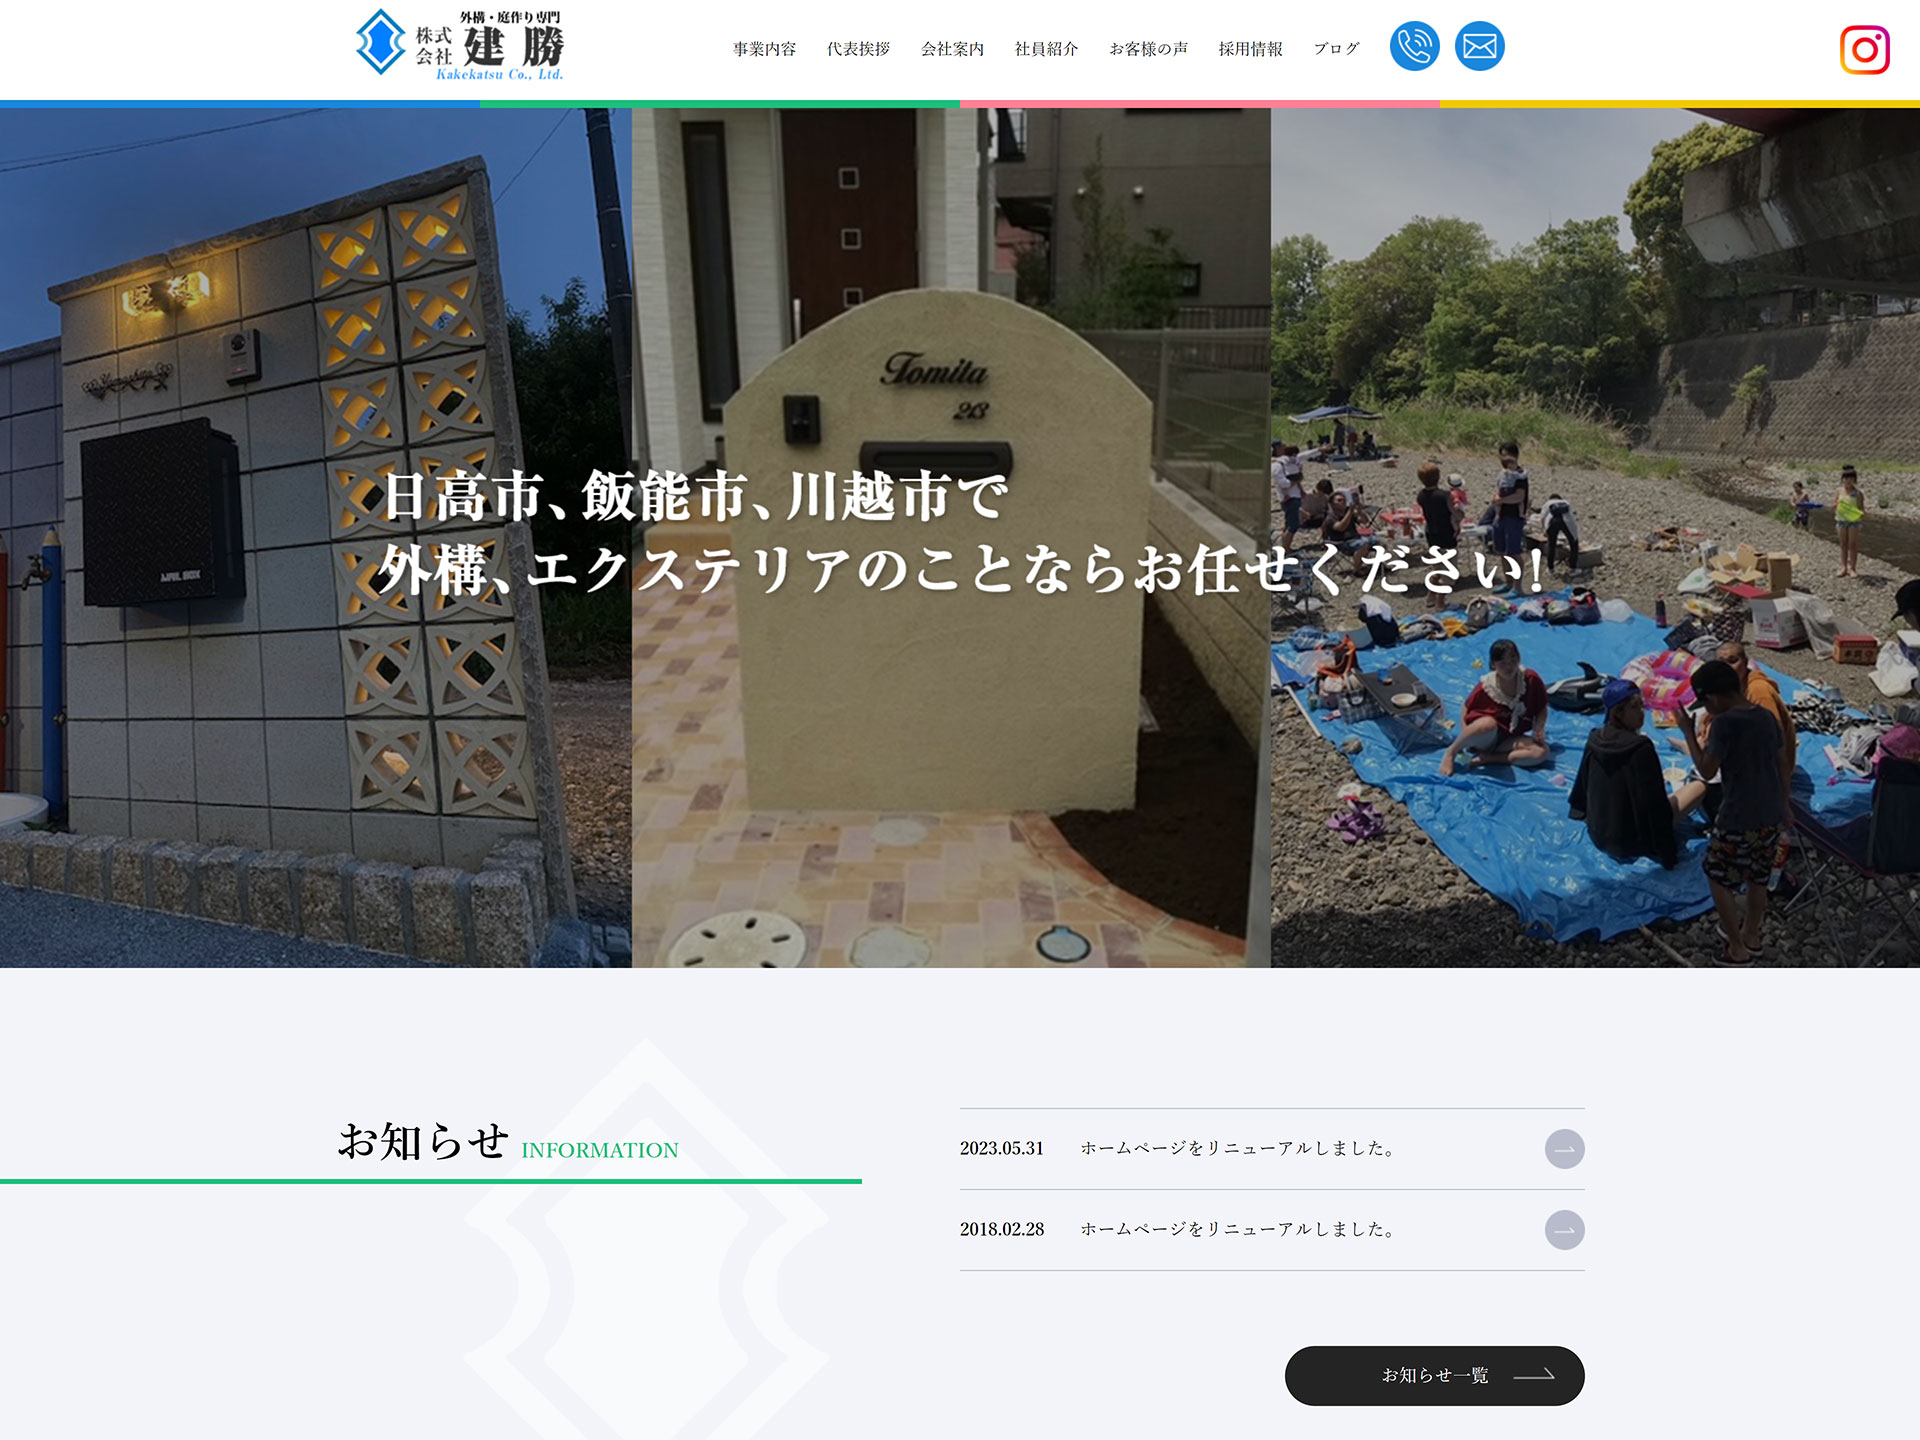 外構・庭作り専門
株式会社 建勝
Kakekatsu Co., Ltd.
事業内容 代表挨拶 会社案内 社員紹介 お客様の声 採用情報 ブログ
Tomita
213
MAIL BOX
日高市、飯能市、川越市で
外構、エクステリアのことならお任せください!
お知らせ INFORMATION
2023.05.31 ホームページをリニューアルしました。
2018.02.28 ホームページをリニューアルしました。
お知らせ一覧